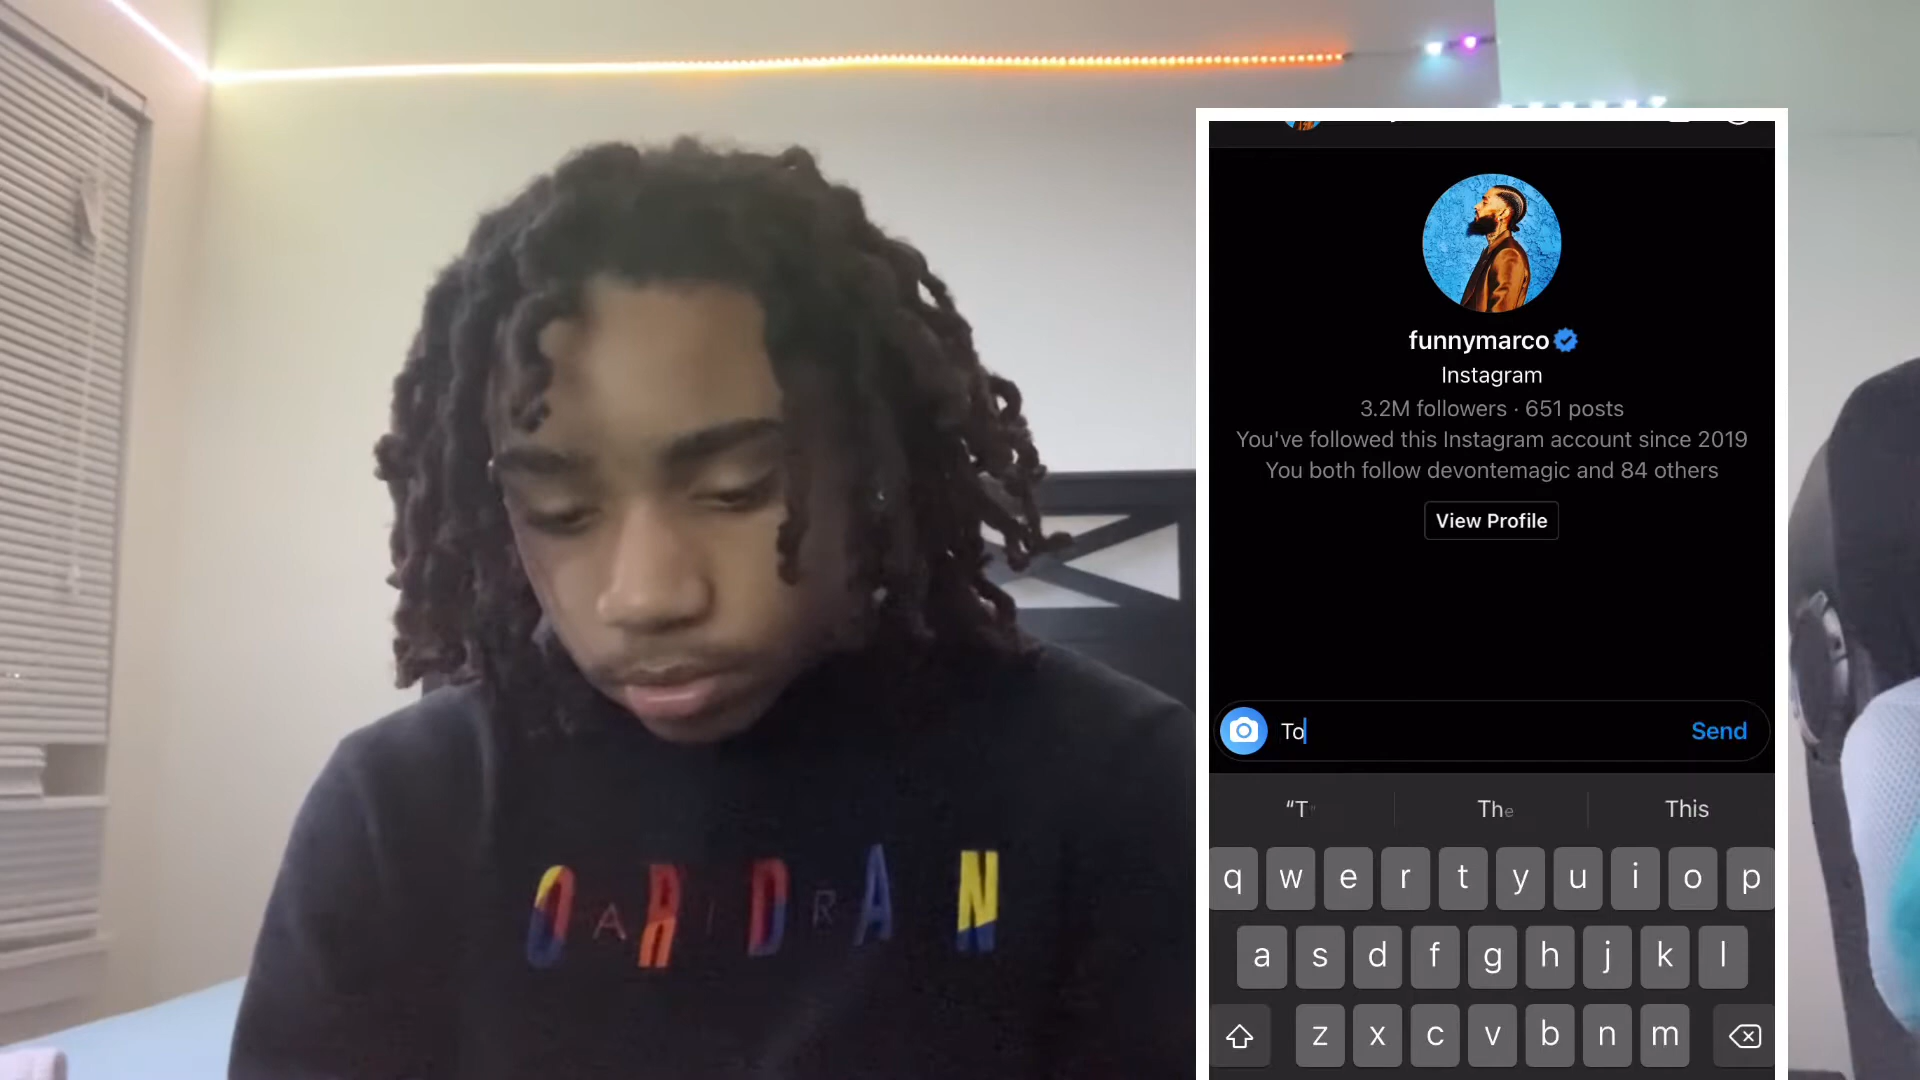 funnymarco
Instagram
3.2M followers · 651 posts
You've followed this Instagram account since 2019
You both follow devontemagic and 84 others
View Profile
To
Send
“T” The This
q w e r t y u i o p
a s d f g h j k l
z x c v b n m
O A R I D R A N